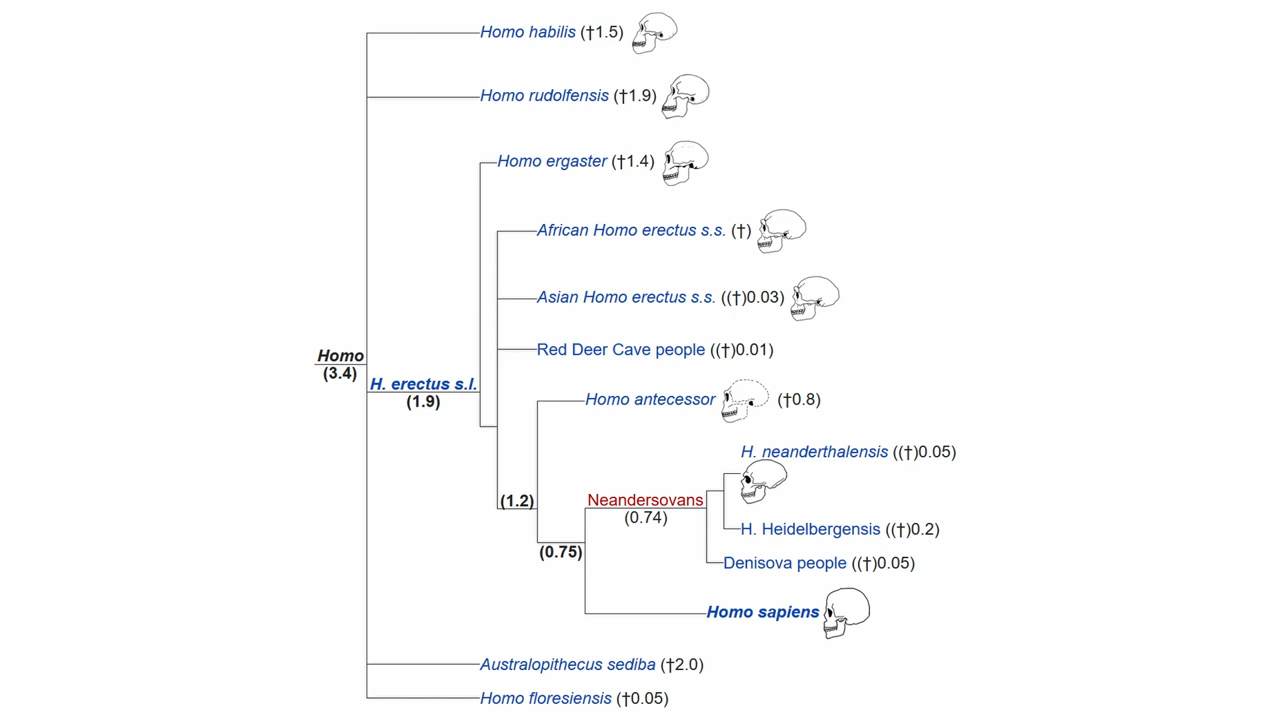 Homo habilis (†1.5)
Homo rudolfensis (†1.9)
Homo ergaster (†1.4)
African Homo erectus s.s. (†)
Asian Homo erectus s.s. ((†)0.03)
Red Deer Cave people ((†)0.01)
Homo
(3.4)
H. erectus s.l.
(1.9)
Homo antecessor (†0.8)
H. neanderthalensis ((†)0.05)
(1.2)
Neandersovans
(0.74)
H. Heidelbergensis ((†)0.2)
(0.75)
Denisova people ((†)0.05)
Homo sapiens
Australopithecus sediba (†2.0)
Homo floresiensis (†0.05)